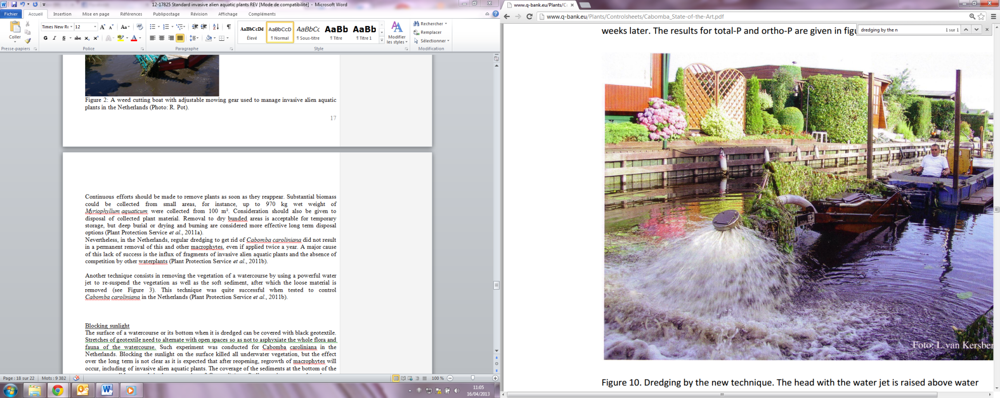 12-17825 Standard invasive alien aquatic plants REV [Mode de compatibilité] - Microsoft Word
Fichier Accueil Insertion Mise en page Références Publipostage Révision Affichage Compléments
Coller
Times New Ro 12
G I S abc x₂ x²
AaBbCcDd AaBbCcD AaBbCc AaBb AaBb
Élevé ¶ Normal ¶ Sous-titre ¶ Titre ¶ Titre 1
Modifier les styles
Rechercher
Remplacer
Sélectionner
Presse-papiers Police Paragraphe Style Modification
Figure 2: A weed cutting boat with adjustable mowing gear used to manage invasive alien aquatic
plants in the Netherlands (Photo: R. Pot).
17
Continuous efforts should be made to remove plants as soon as they reappear. Substantial biomass
could be collected from small areas, for instance, up to 970 kg wet weight of
Myriophyllum aquaticum were collected from 100 m². Consideration should also be given to
disposal of collected plant material. Removal to dry bunded areas is acceptable for temporary
storage, but deep burial or drying and burning are considered more effective long term disposal
options (Plant Protection Service et al., 2011a).
Nevertheless, in the Netherlands, regular dredging to get rid of Cabomba caroliniana did not result
in a permanent removal of this and other macrophytes, even if applied twice a year. A major cause
of this lack of success is the influx of fragments of invasive alien aquatic plants and the absence of
competition by other waterplants (Plant Protection Service et al., 2011b).
Another technique consists in removing the vegetation of a watercourse by using a powerful water
jet to re-suspend the vegetation as well as the soft sediment, after which the loose material is
removed (see Figure 3). This technique was quite successful when tested to control
Cabomba caroliniana in the Netherlands (Plant Protection Service et al., 2011b).
Blocking sunlight
The surface of a watercourse or its bottom when it is dredged can be covered with black geotextile.
Stretches of geotextile need to alternate with open spaces so as not to asphyxiate the whole flora and
fauna of the watercourse. Such experiment was conducted for Cabomba caroliniana in the
Netherlands. Blocking the sunlight on the surface killed all underwater vegetation, but the effect
over the long term is not clear as it is expected that after reopening, regrowth of macrophytes will
occur, including of invasive alien aquatic plants. The coverage of the sediments at the bottom of the
Page : 18 sur 22 Mots : 9 382 100 %
11:05
16/04/2013
www.q-bank.eu/Plants/Co
www.q-bank.eu/Plants/Controlsheets/Cabomba_State-of-the-Art.pdf
dredging by the n 1 sur 1
weeks later. The results for total-P and ortho-P are given in figu
Foto: L.van Kersber
Figure 10. Dredging by the new technique. The head with the water jet is raised above water